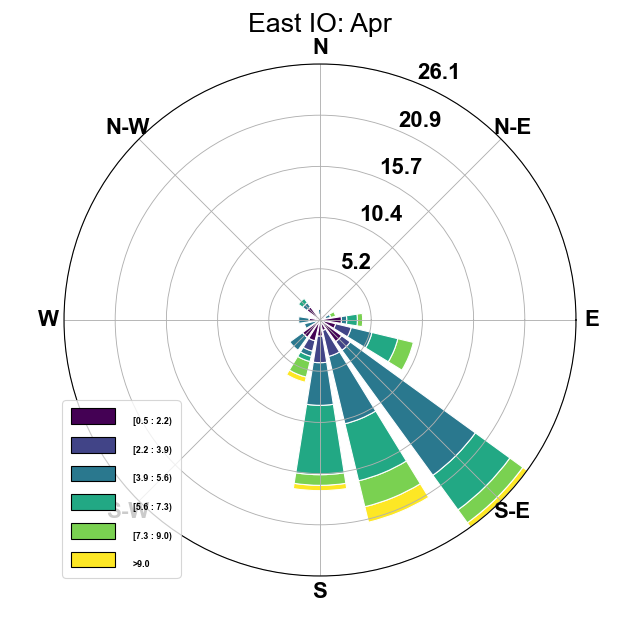 East IO: Apr
N
26.1
20.9
N-W
N-E
15.7
10.4
5.2
W
E
[0.5 : 2.2)
[2.2 : 3.9)
[3.9 : 5.6)
[5.6 : 7.3)
S-W
S-E
[7.3 : 9.0)
>9.0
S